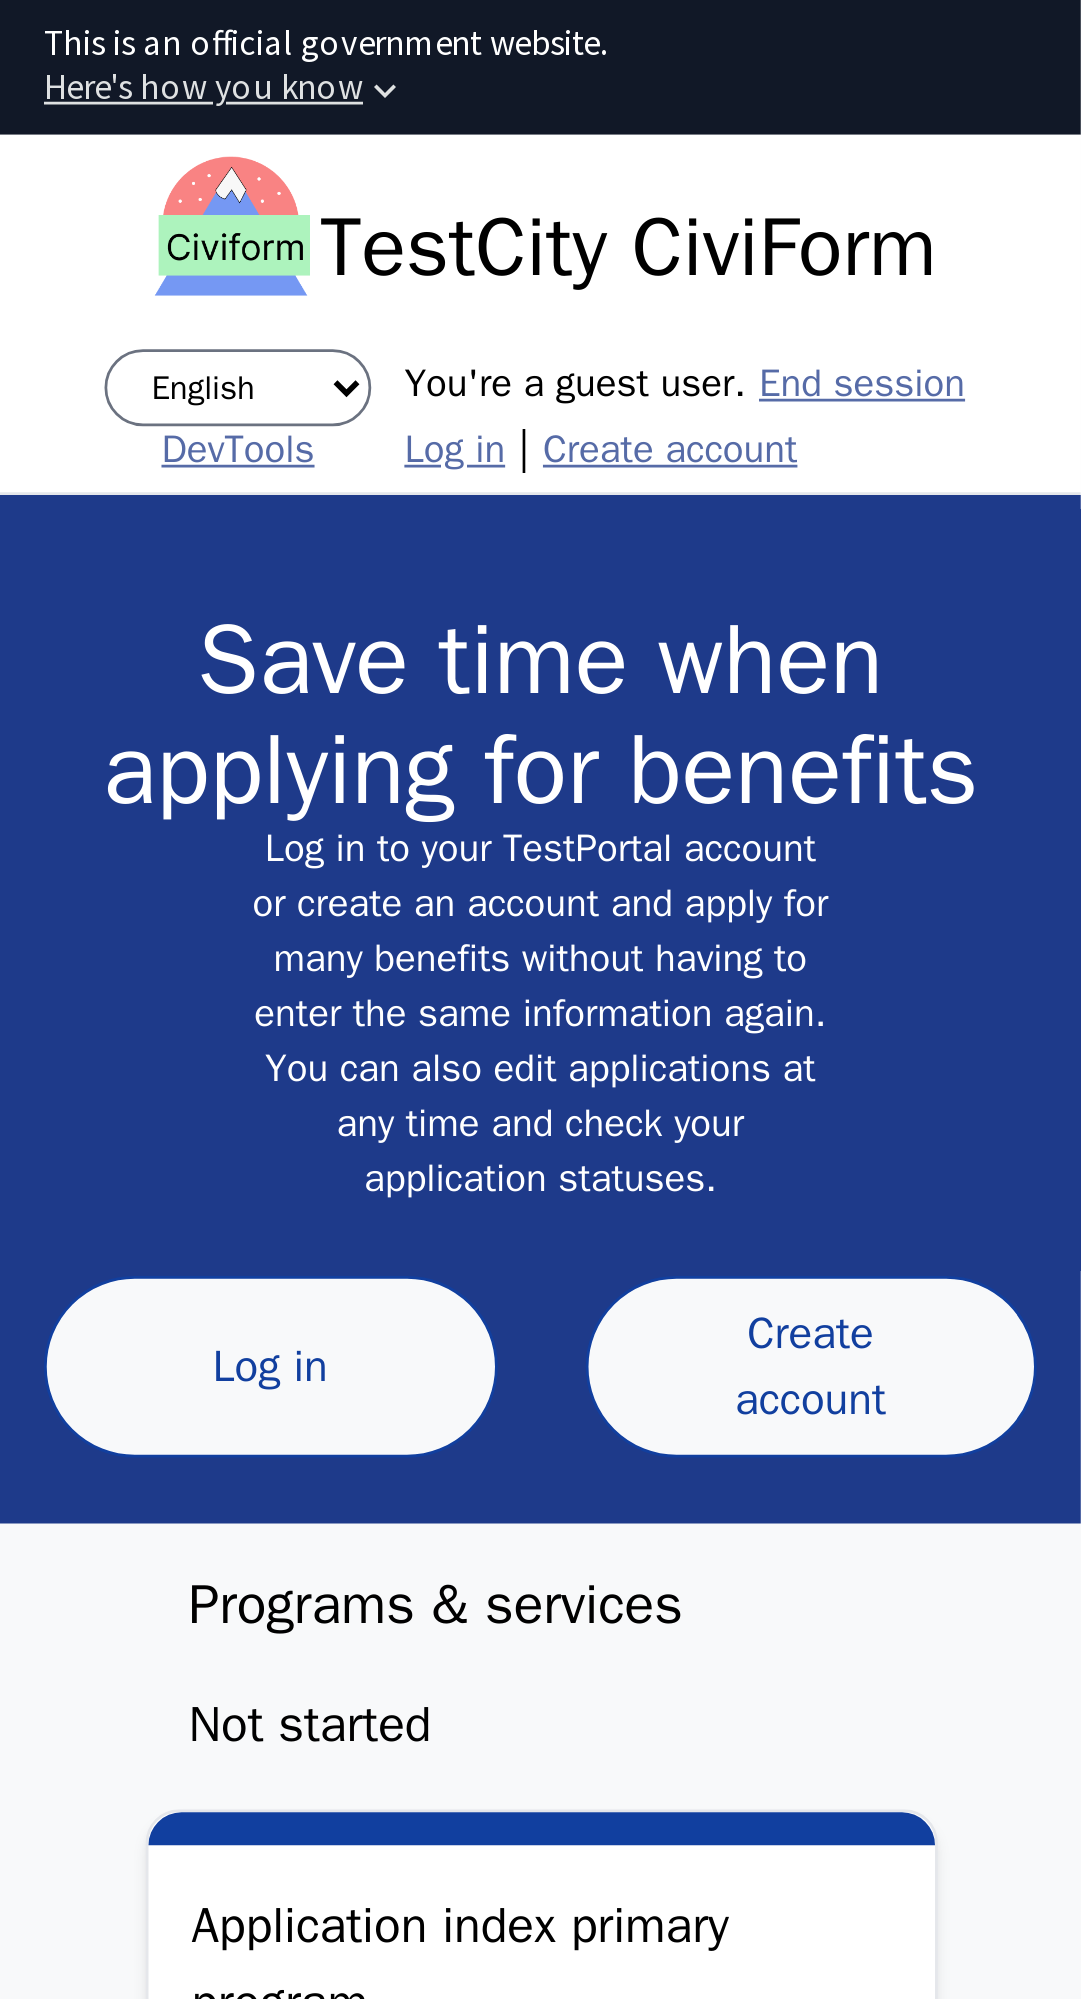 This is an official government website.
Here's how you know
Civiform
TestCity CiviForm
English
You're a guest user. End session
DevTools
Log in | Create account
Save time when
applying for benefits
Log in to your TestPortal account
or create an account and apply for
many benefits without having to
enter the same information again.
You can also edit applications at
any time and check your
application statuses.
Log in
Create
account
Programs & services
Not started
Application index primary
program